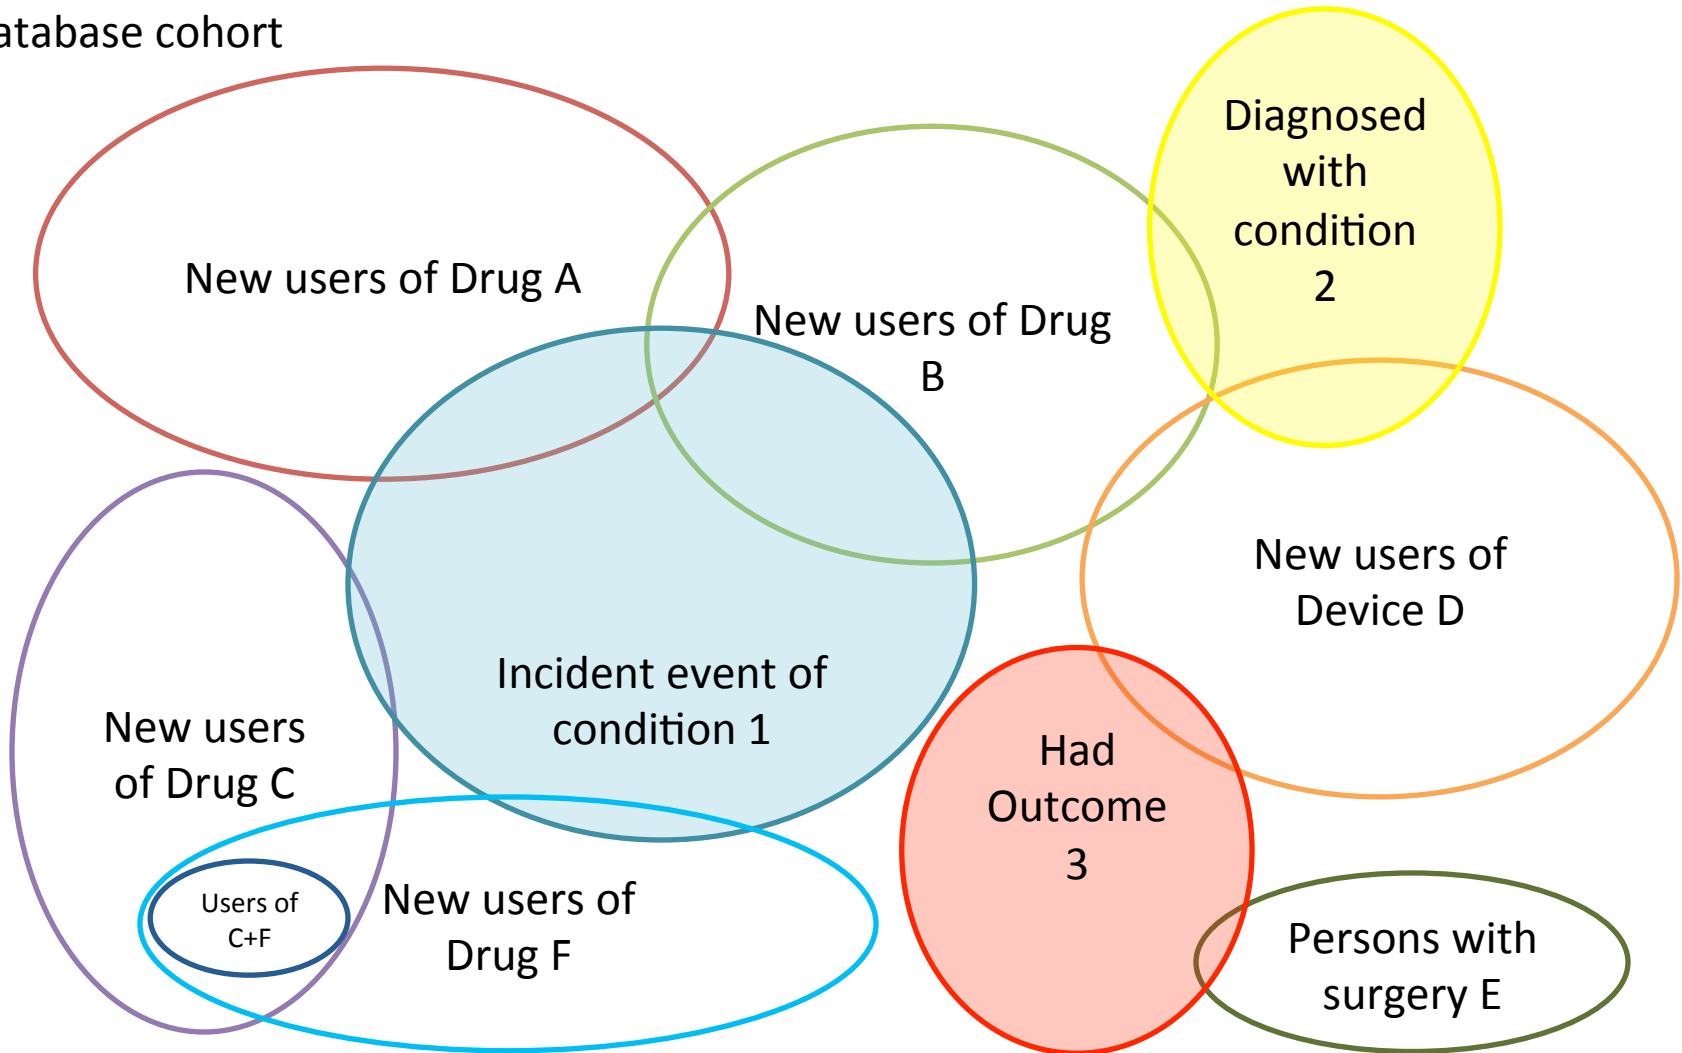 atabase cohort
Diagnosed
with
condition
2
New users of Drug A
New users of Drug
B
New users of
Device D
Incident event of
condition 1
New users
of Drug C
Had
Outcome
3
Users of
C+F
New users of
Drug F
Persons with
surgery E